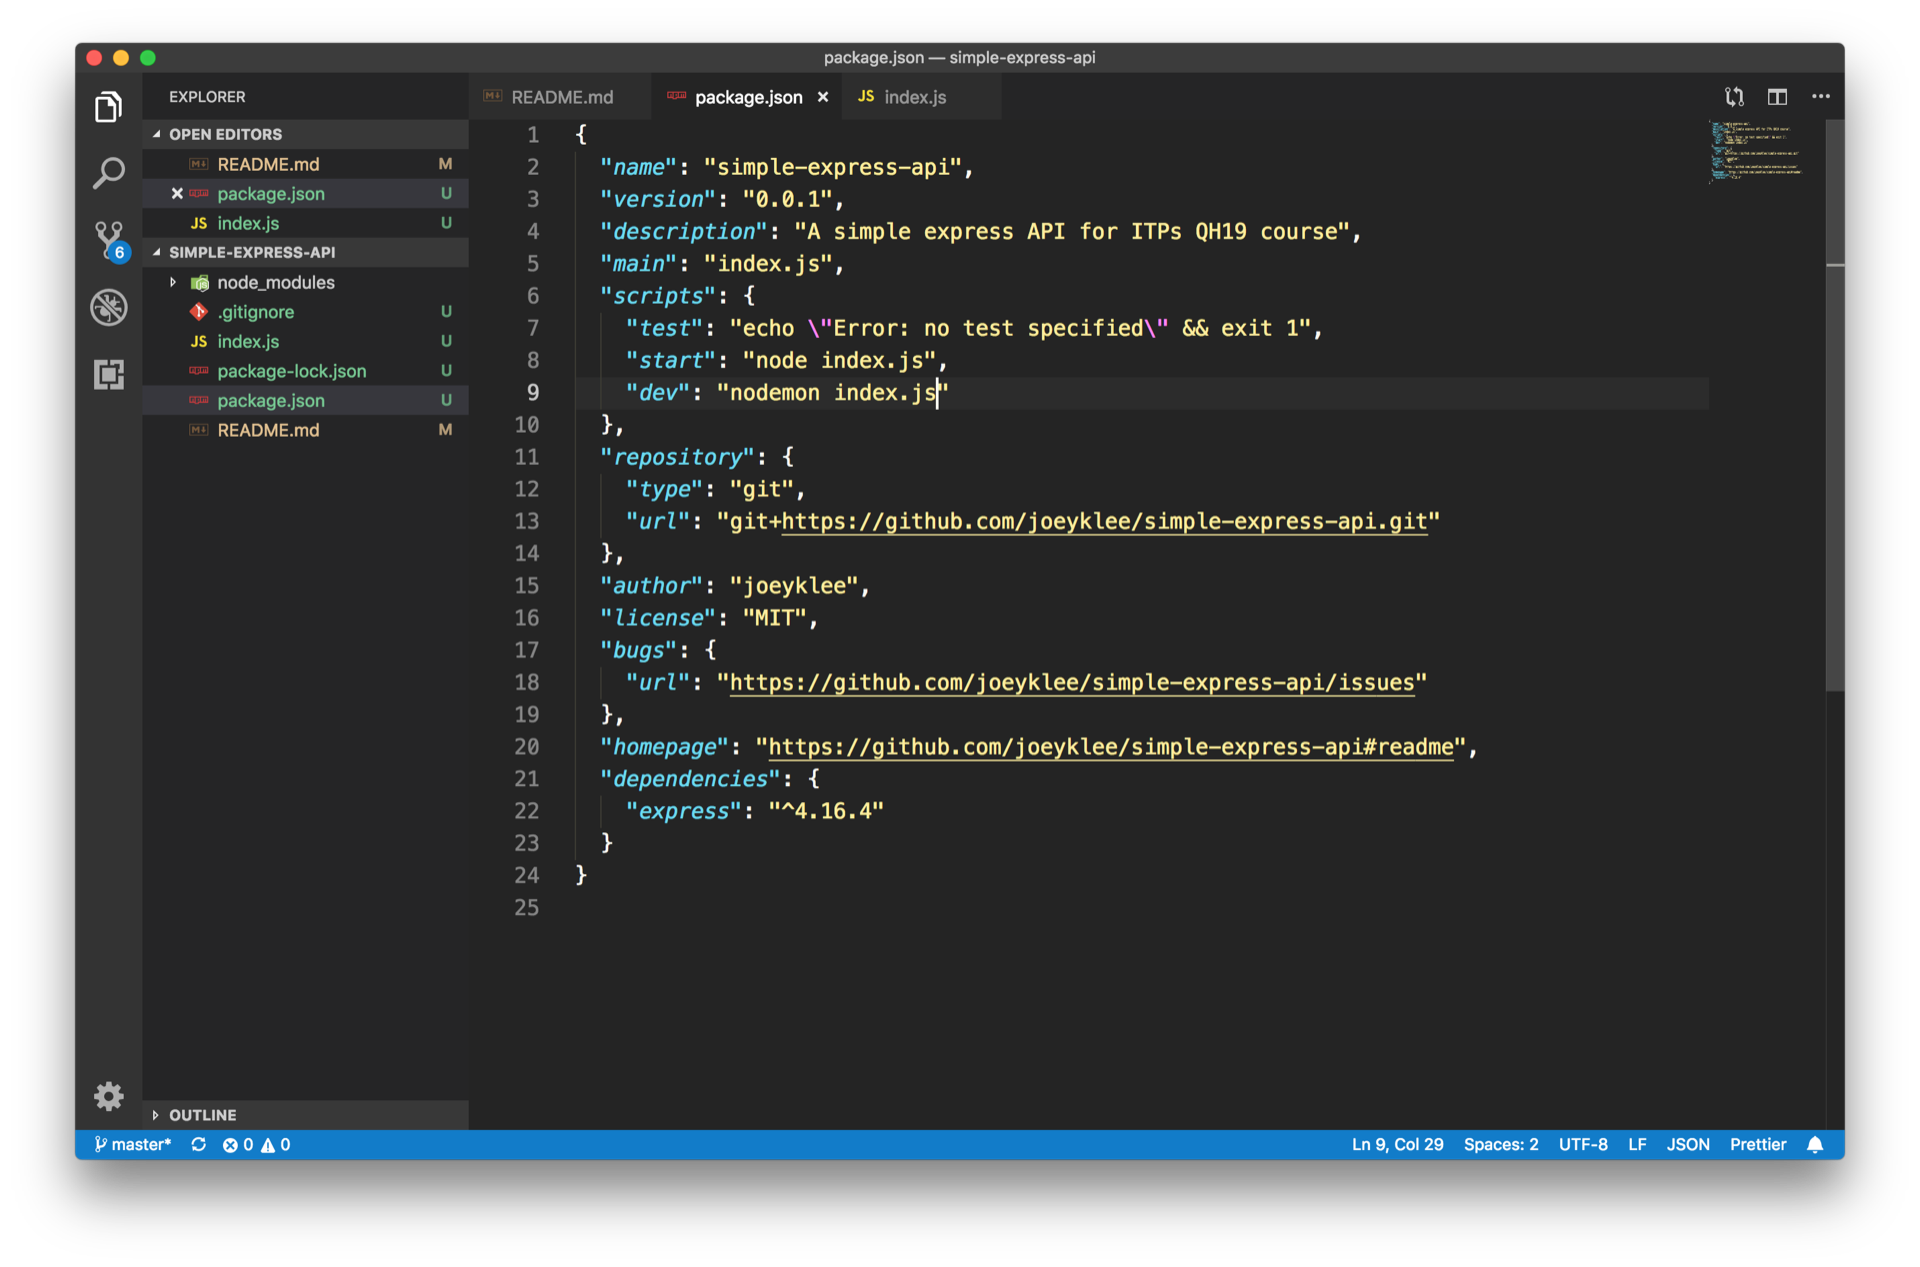 package.json — simple-express-api
EXPLORER
OPEN EDITORS
README.md M
package.json U
JS index.js U
SIMPLE-EXPRESS-API
node_modules
.gitignore U
JS index.js U
package-lock.json U
package.json U
README.md M
OUTLINE
6
README.md package.json × JS index.js
1 {
2 "name": "simple-express-api",
3 "version": "0.0.1",
4 "description": "A simple express API for ITPs QH19 course",
5 "main": "index.js",
6 "scripts": {
7 "test": "echo \"Error: no test specified\" && exit 1",
8 "start": "node index.js",
9 "dev": "nodemon index.js"
10 },
11 "repository": {
12 "type": "git",
13 "url": "git+https://github.com/joeyklee/simple-express-api.git"
14 },
15 "author": "joeyklee",
16 "license": "MIT",
17 "bugs": {
18 "url": "https://github.com/joeyklee/simple-express-api/issues"
19 },
20 "homepage": "https://github.com/joeyklee/simple-express-api#readme",
21 "dependencies": {
22 "express": "^4.16.4"
23 }
24 }
25
master* 0 0 Ln 9, Col 29 Spaces: 2 UTF-8 LF JSON Prettier